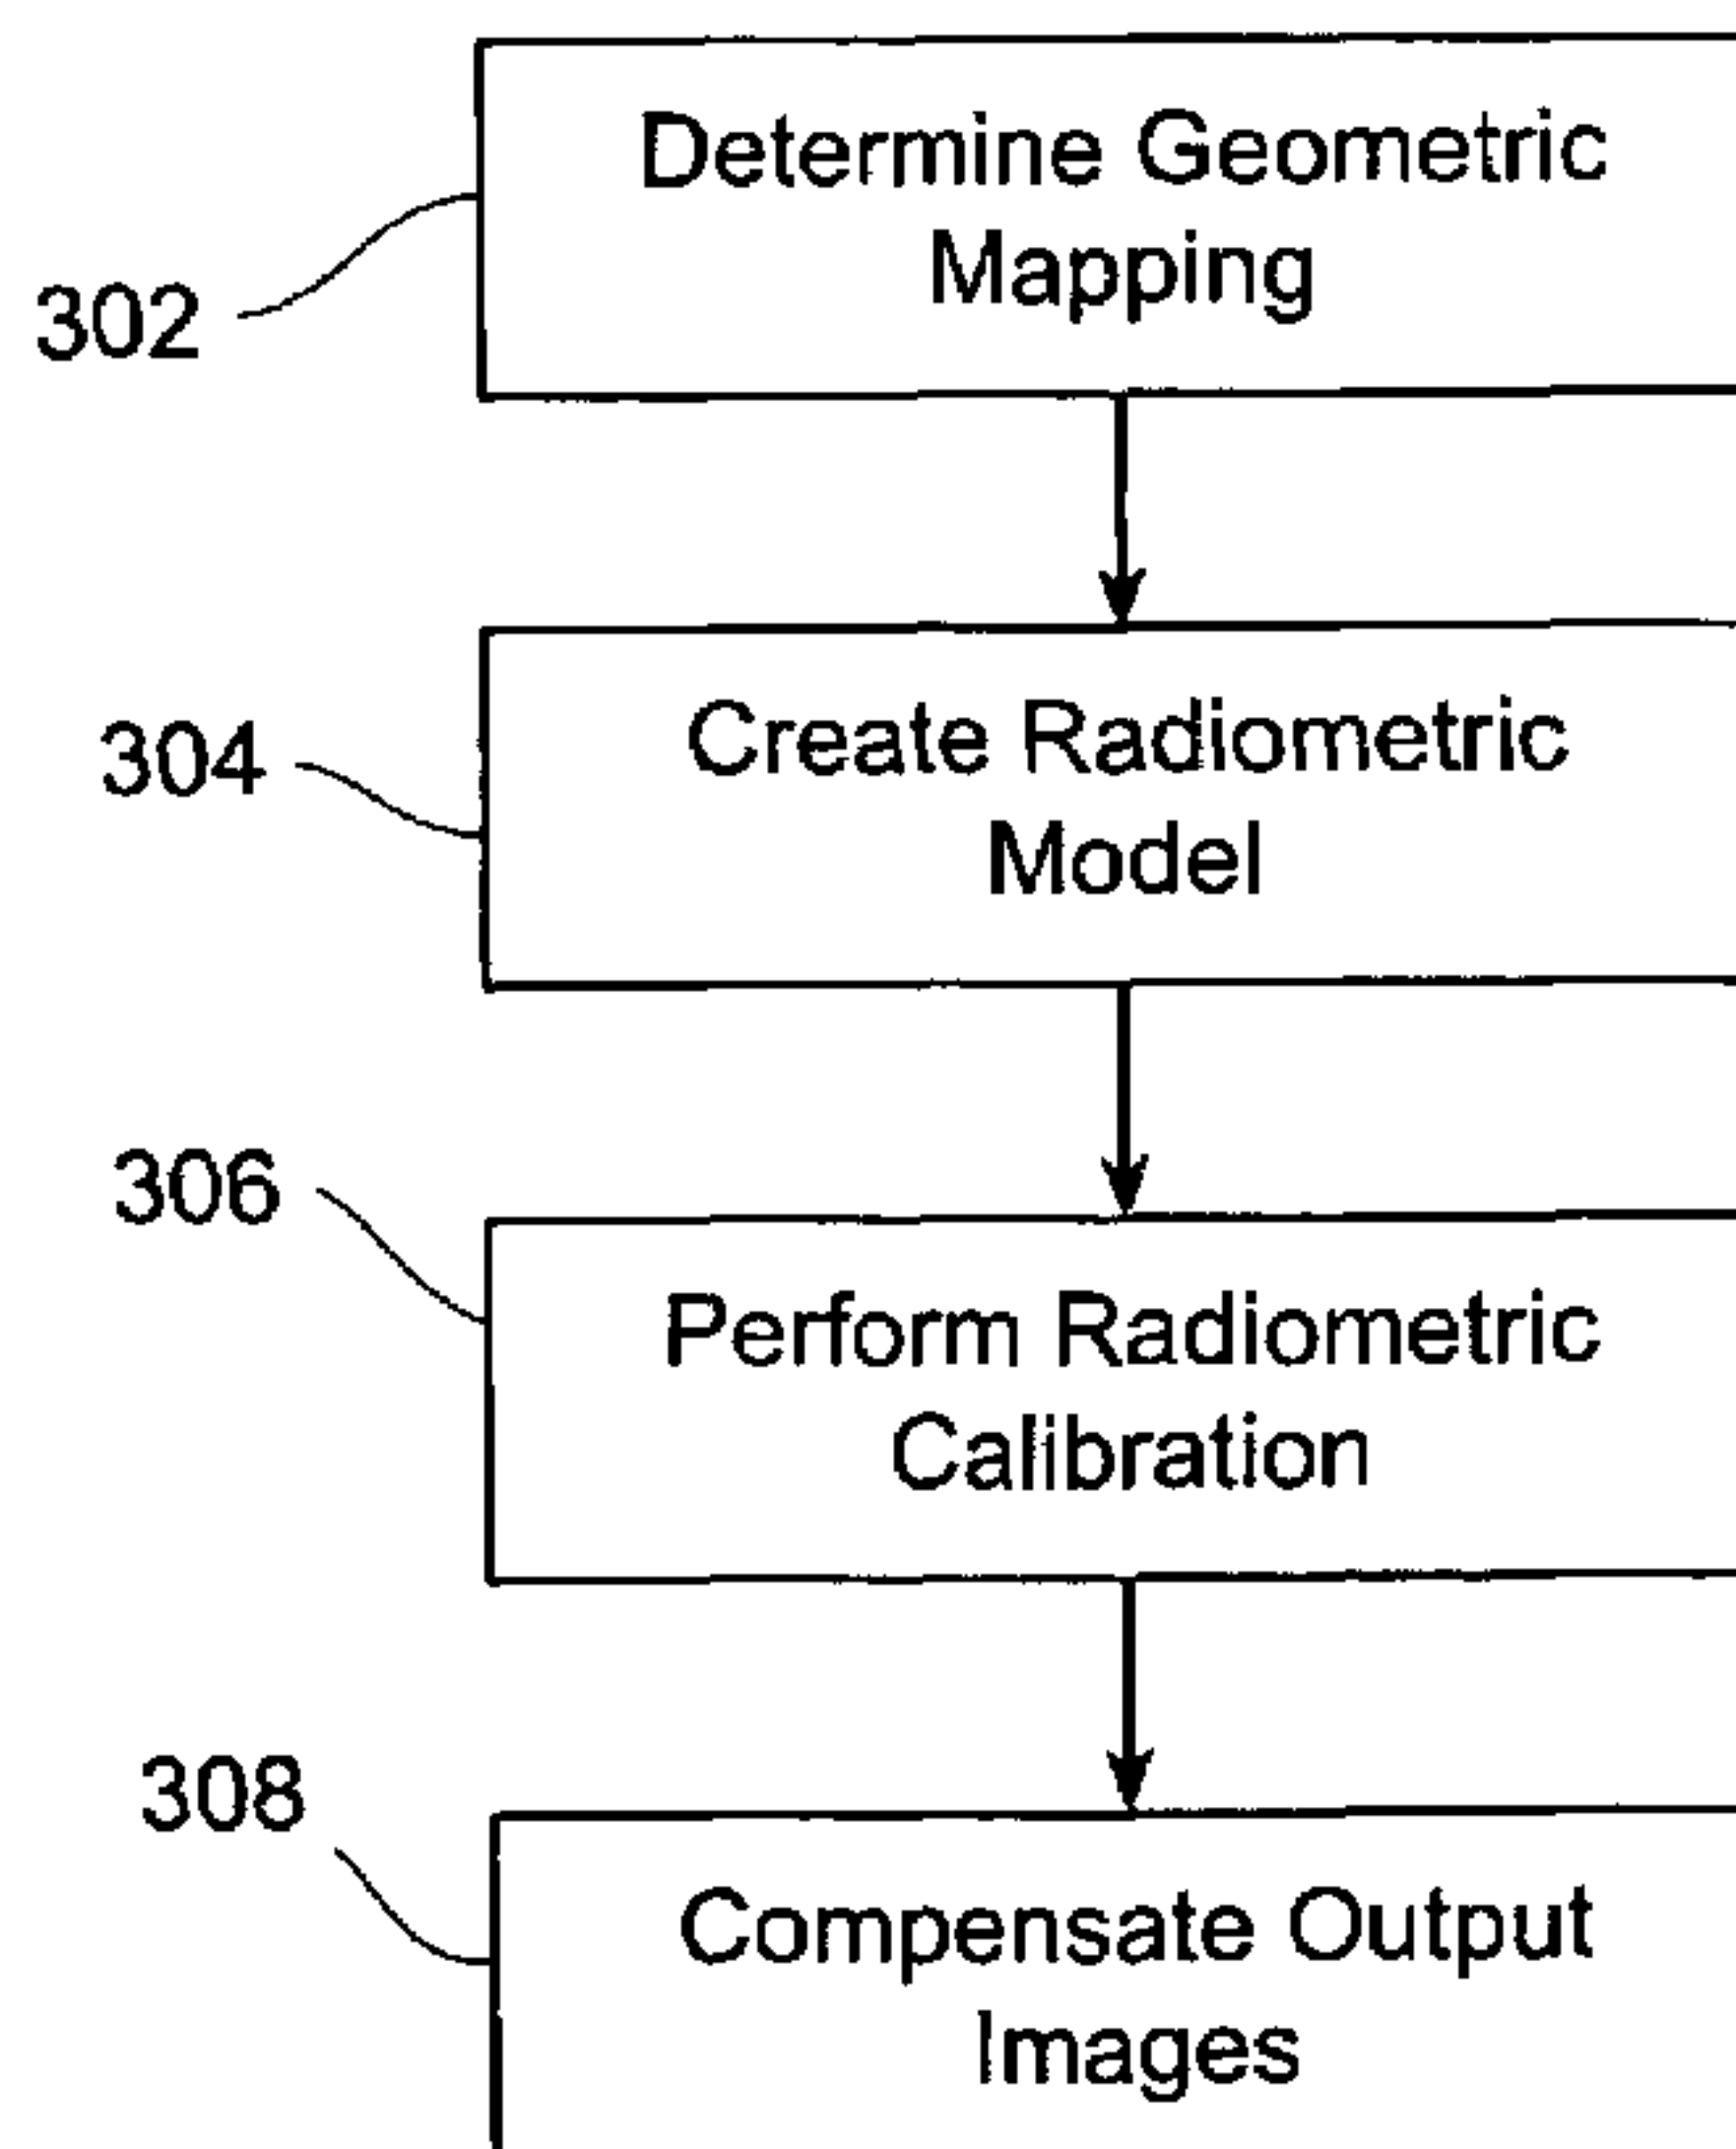 Determine Geometric
Mapping
302
Create Radiometric
Model
304
Perform Radiometric
Calibration
306
Compensate Output
Images
308